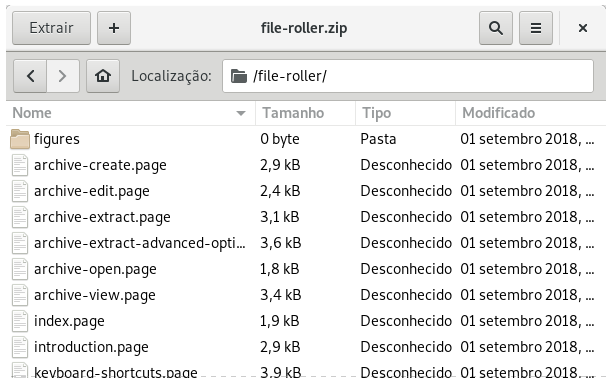 Extrair + file-roller.zip
Localização: /file-roller/
Nome Tamanho Tipo Modificado
figures 0 byte Pasta 01 setembro 2018, ...
archive-create.page 2,9 kB Desconhecido 01 setembro 2018, ...
archive-edit.page 2,4 kB Desconhecido 01 setembro 2018, ...
archive-extract.page 3,1 kB Desconhecido 01 setembro 2018, ...
archive-extract-advanced-opti... 3,6 kB Desconhecido 01 setembro 2018, ...
archive-open.page 1,8 kB Desconhecido 01 setembro 2018, ...
archive-view.page 3,4 kB Desconhecido 01 setembro 2018, ...
index.page 1,9 kB Desconhecido 01 setembro 2018, ...
introduction.page 2,9 kB Desconhecido 01 setembro 2018, ...
keyboard-shortcuts.page 3,9 kB Desconhecido 01 setembro 2018, ...